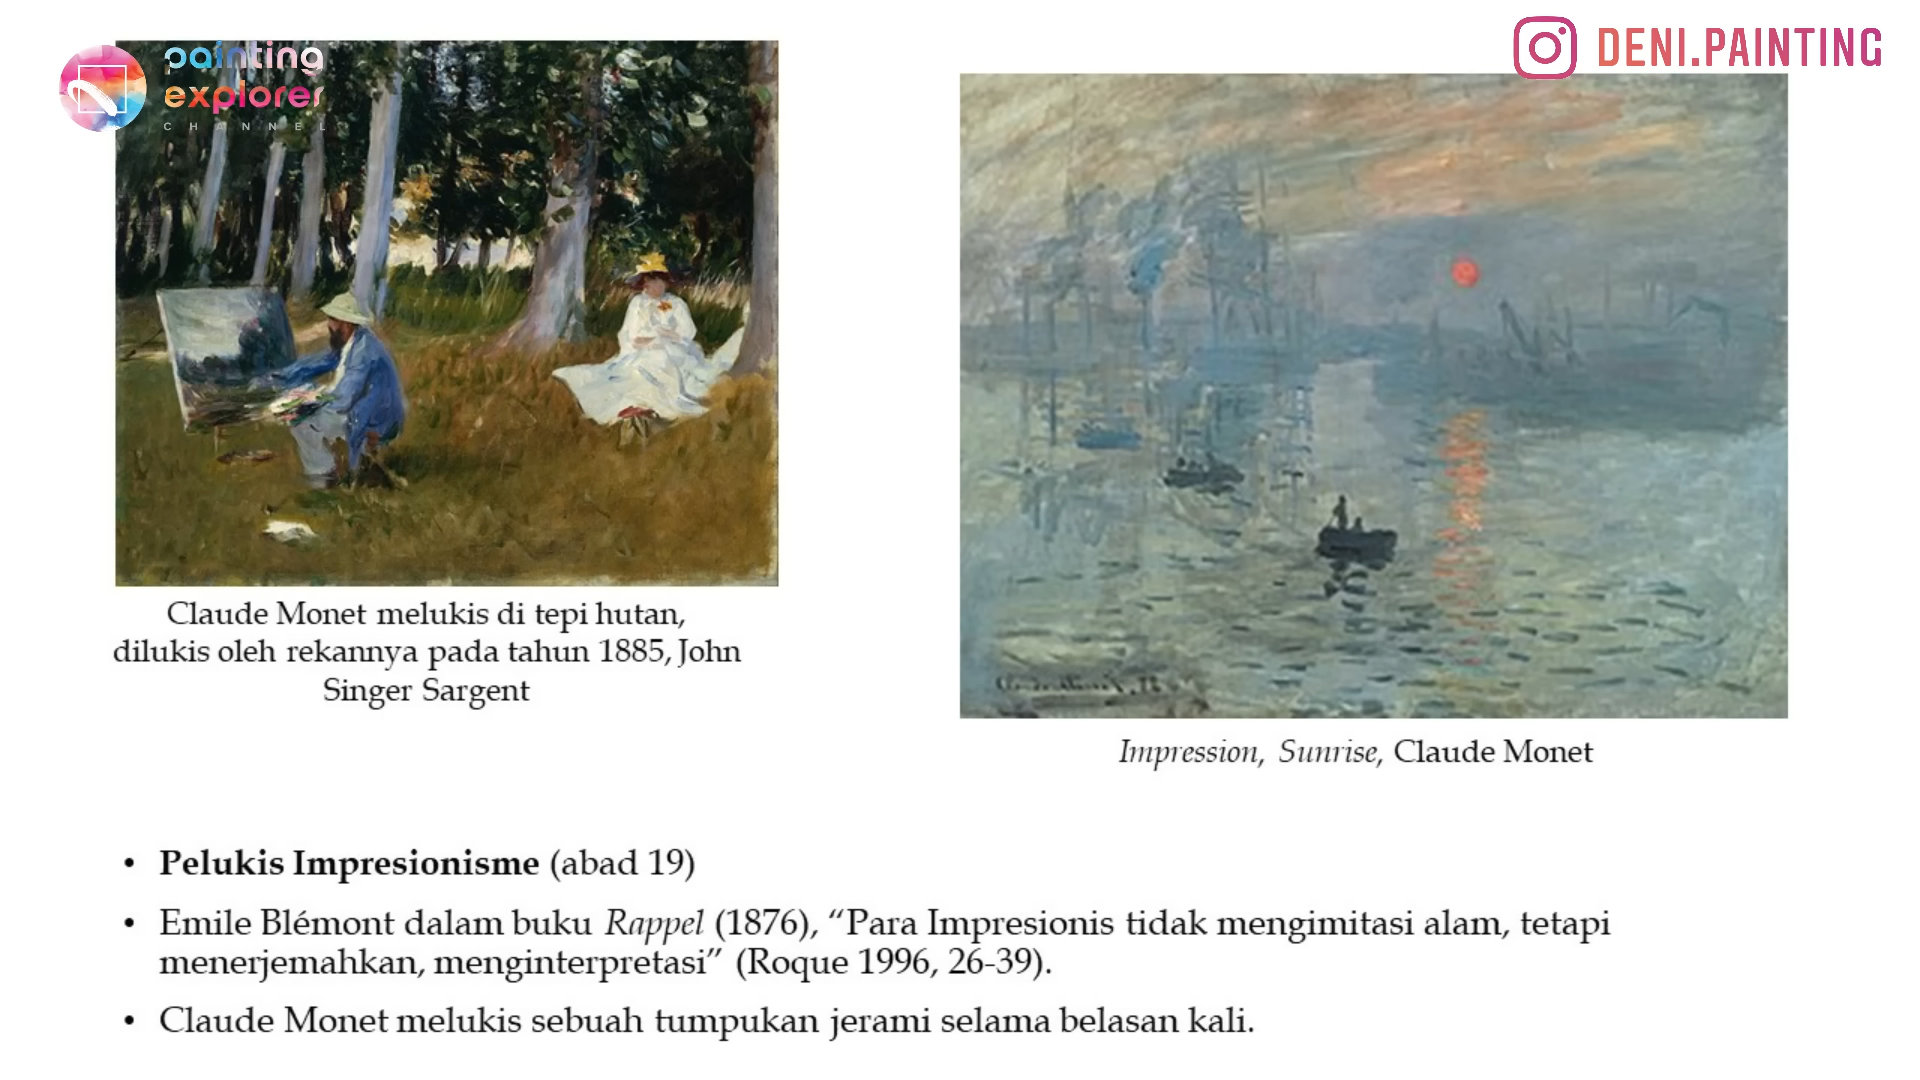 painting
explorer
CHANNEL
DENI.PAINTING
Claude Monet melukis di tepi hutan,
dilukis oleh rekannya pada tahun 1885, John
Singer Sargent
Impression, Sunrise, Claude Monet
• Pelukis Impresionisme (abad 19)
• Emile Blémont dalam buku Rappel (1876), “Para Impresionis tidak mengimitasi alam, tetapi
menerjemahkan, menginterpretasi” (Roque 1996, 26-39).
• Claude Monet melukis sebuah tumpukan jerami selama belasan kali.